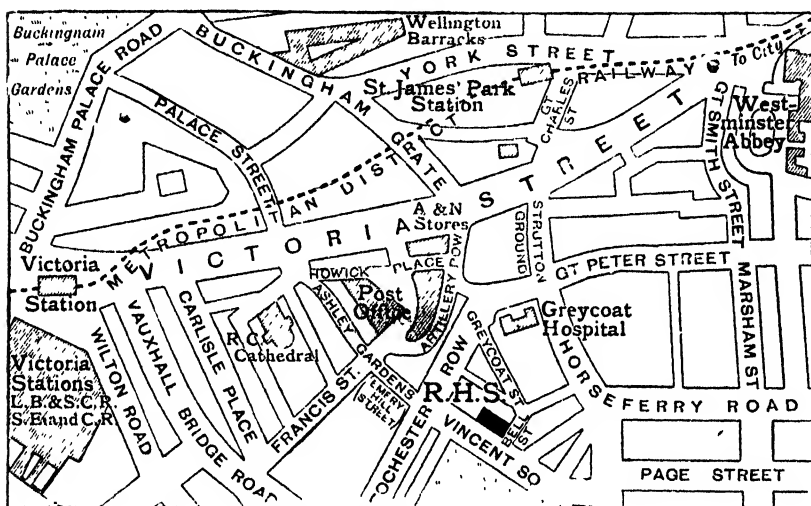 Buckingham
Palace
Gardens
Wellington
Barracks
BUCKINGHAM PALACE ROAD
BUCKINGHAM GRATE
YORK STREET
To City
St. James' Park
Station
RAILWAY
GT CHARLES ST
GT SMITH STREET
West-
minster
Abbey
PALACE STREET
METROPOLITAN DISTRICT
VICTORIA STREET
A & N
Stores
STRUTTON
GROUND
GT PETER STREET
MARSHAM ST
Victoria
Station
HOWICK PLACE
Post
Office
ARTILLERY ROW
ASHLEY GARDENS
R.C.
Cathedral
CARLISLE PLACE
VAUXHALL BRIDGE ROAD
WILTON ROAD
Victoria
Stations
L.B.&S.C.R.
S.E. and C.R.
FRANCIS ST.
EMERY
HILL
STREET
OCHESTER ROW
GREYCOAT ST
Greycoat
Hospital
HORSEFERRY ROAD
R.H.S.
BELL ST
VINCENT SQ
PAGE STREET